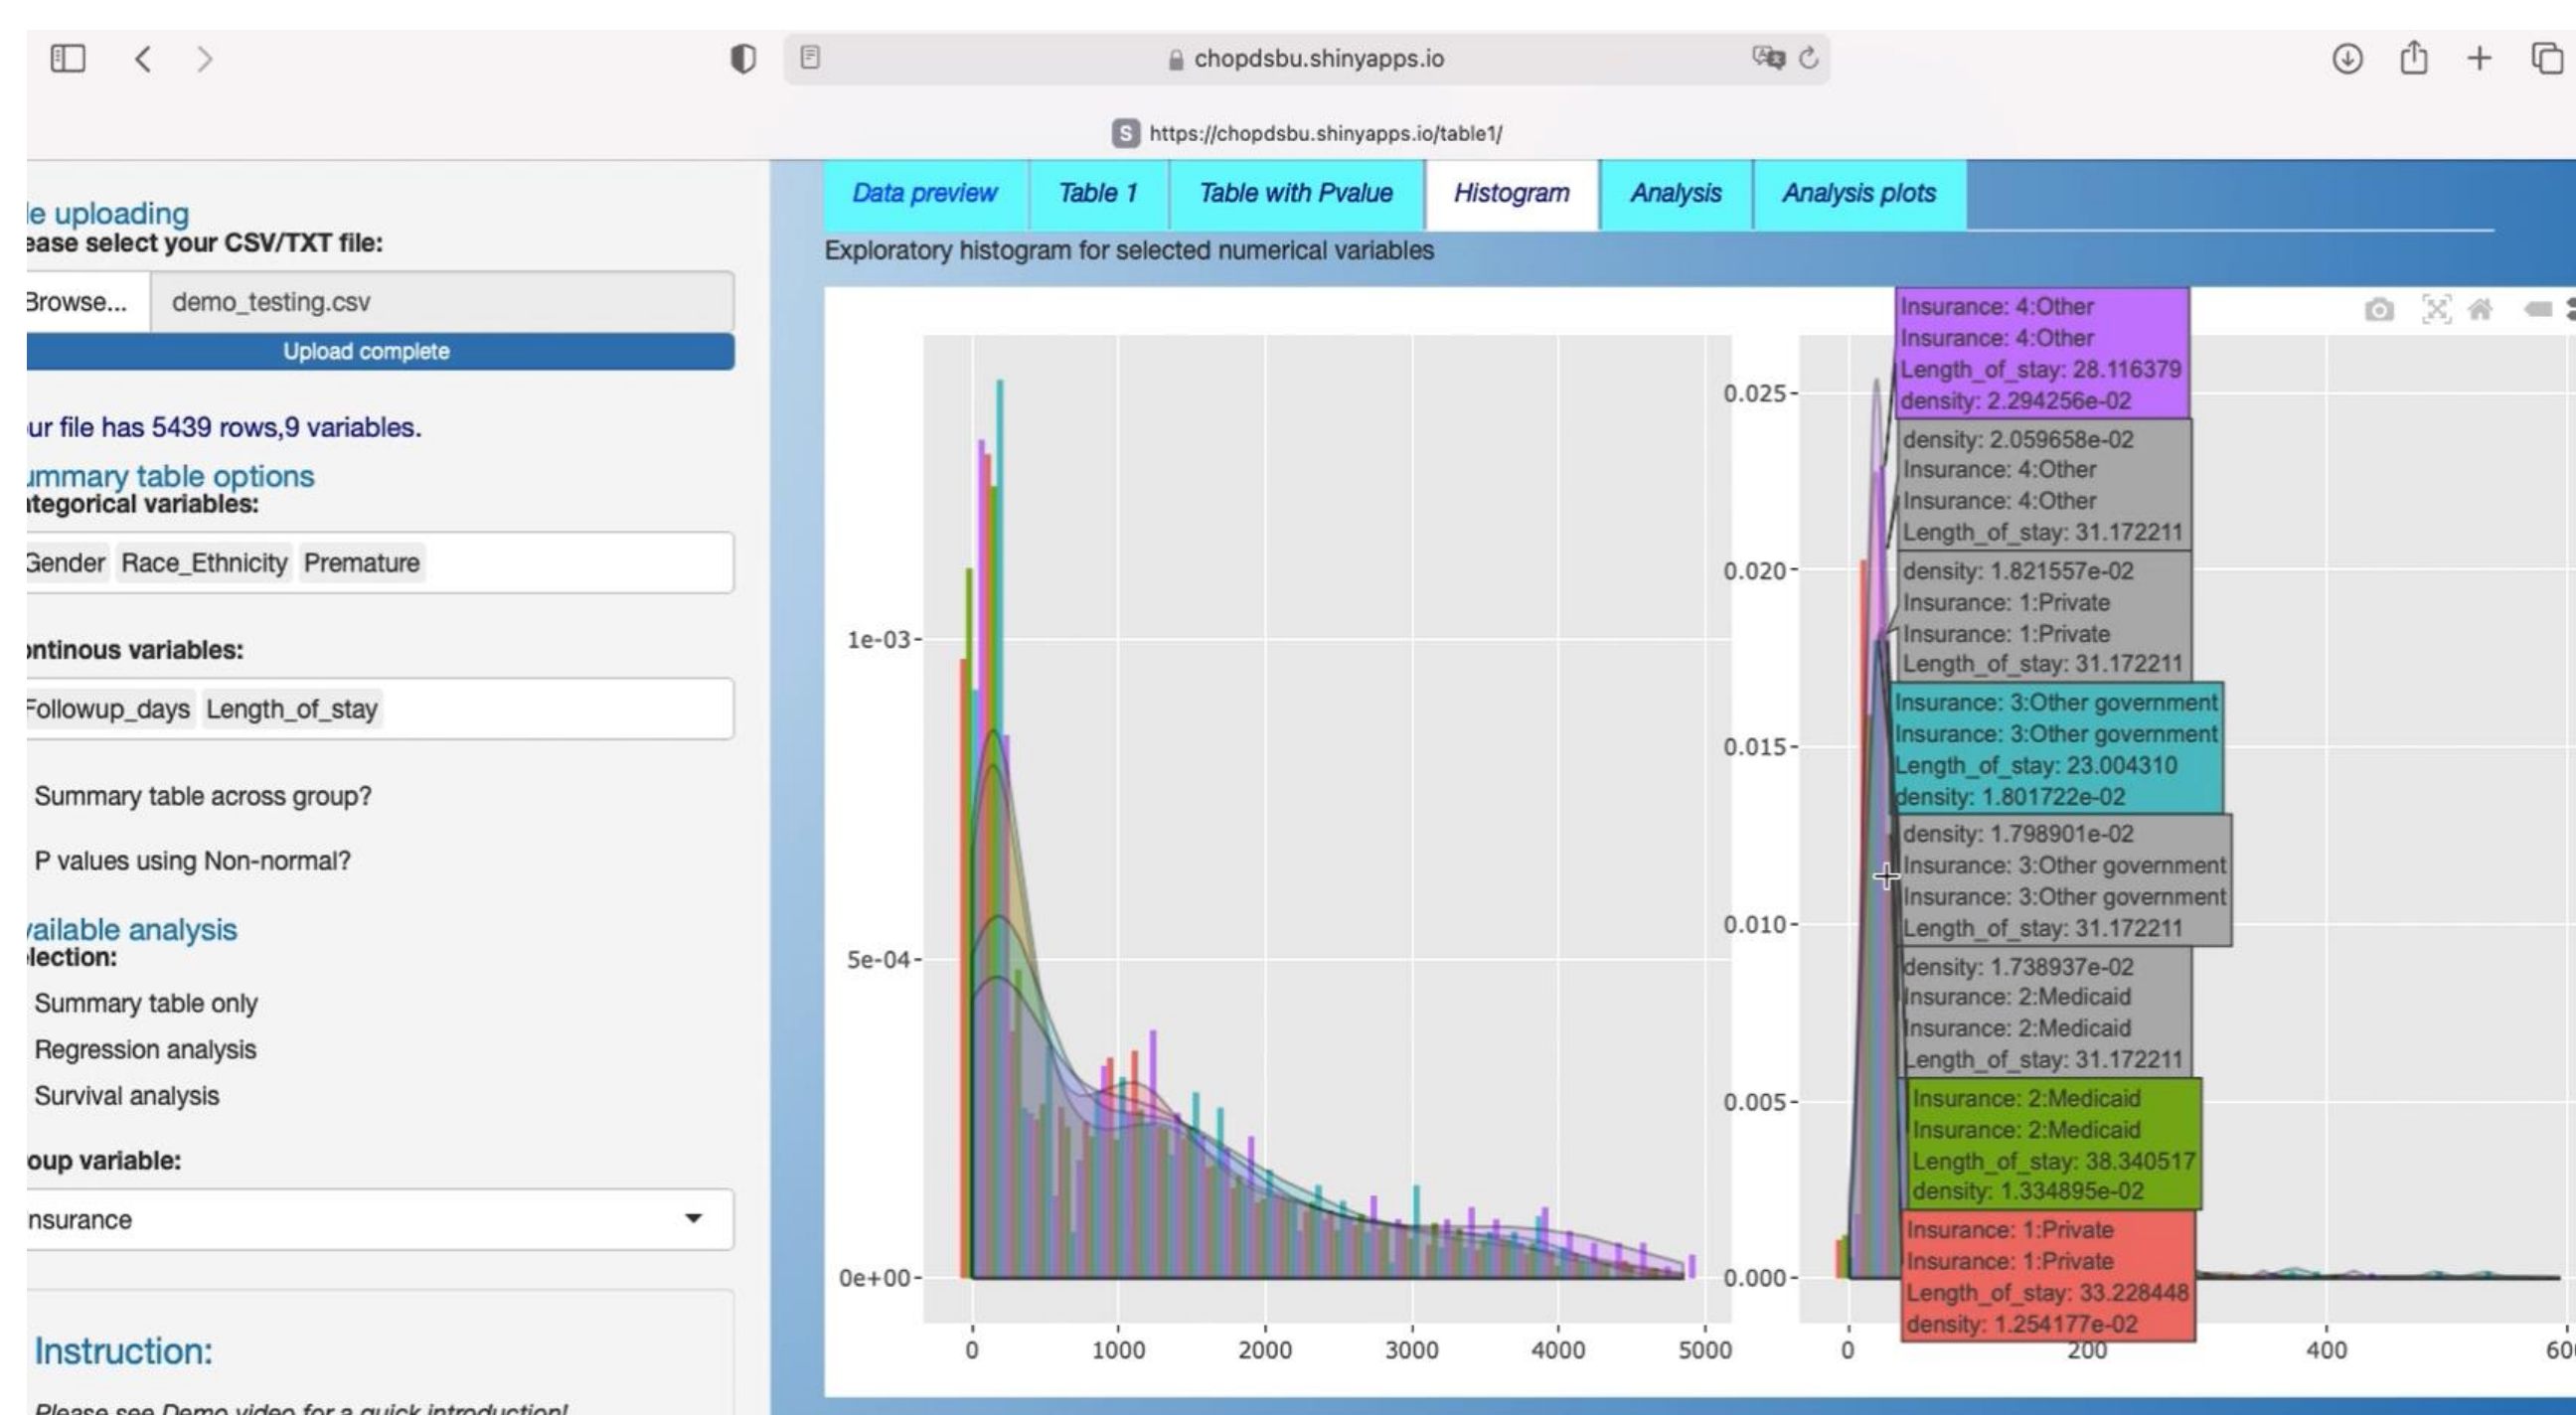 chopdsbu.shinyapps.io
S https://chopdsbu.shinyapps.io/table1/
e uploading
ease select your CSV/TXT file:
Browse... demo_testing.csv
Upload complete
ur file has 5439 rows,9 variables.
ummary table options
tegorical variables:
Gender Race_Ethnicity Premature
ontinous variables:
Followup_days Length_of_stay
Summary table across group?
P values using Non-normal?
vailable analysis
lection:
Summary table only
Regression analysis
Survival analysis
oup variable:
nsurance
Instruction:
Please see Demo video for a quick introduction!
Data preview Table 1 Table with Pvalue Histogram Analysis Analysis plots
Exploratory histogram for selected numerical variables
1e-03
5e-04
0e+00
0 1000 2000 3000 4000 5000
0.025
0.020
0.015
0.010
0.005
0.000
0 200 400 60
Insurance: 4:Other
Insurance: 4:Other
Length_of_stay: 28.116379
density: 2.294256e-02
density: 2.059658e-02
Insurance: 4:Other
Insurance: 4:Other
Length_of_stay: 31.172211
density: 1.821557e-02
Insurance: 1:Private
Insurance: 1:Private
Length_of_stay: 31.172211
Insurance: 3:Other government
Insurance: 3:Other government
Length_of_stay: 23.004310
density: 1.801722e-02
density: 1.798901e-02
Insurance: 3:Other government
Insurance: 3:Other government
Length_of_stay: 31.172211
density: 1.738937e-02
Insurance: 2:Medicaid
Insurance: 2:Medicaid
Length_of_stay: 31.172211
Insurance: 2:Medicaid
Insurance: 2:Medicaid
Length_of_stay: 38.340517
density: 1.334895e-02
Insurance: 1:Private
Insurance: 1:Private
Length_of_stay: 33.228448
density: 1.254177e-02